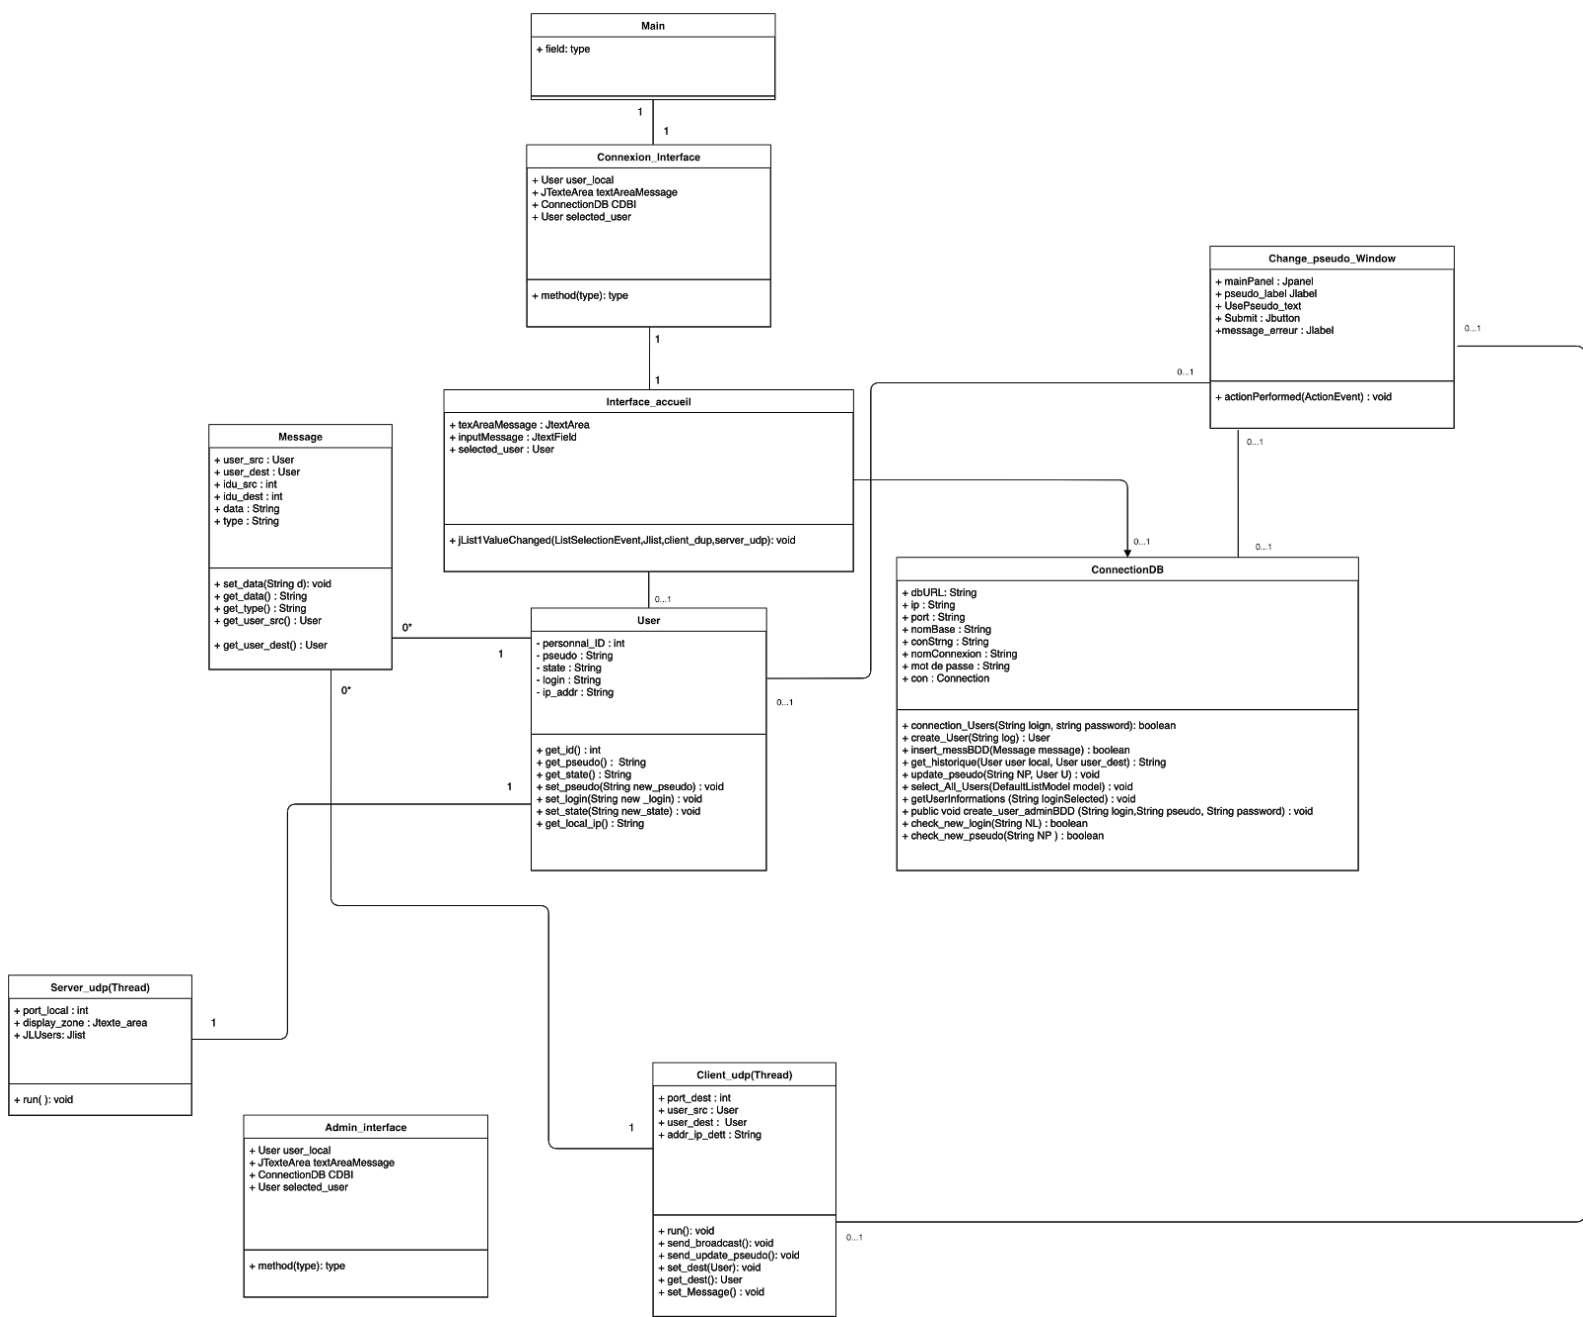 Main
+ field: type
1
1
Connexion_Interface
+ User user_local
+ JTexteArea textAreaMessage
+ ConnectionDB CDBI
+ User selected_user
+ method(type): type
1
1
Change_pseudo_Window
+ mainPanel : Jpanel
+ pseudo_label Jlabel
+ UsePseudo_text
+ Submit : Jbutton
+message_erreur : Jlabel
+ actionPerformed(ActionEvent) : void
0...1
0...1
0...1
Interface_accueil
+ texAreaMessage : JtextArea
+ inputMessage : JtextField
+ selected_user : User
+ jList1ValueChanged(ListSelectionEvent,Jlist,client_dup,server_udp): void
Message
+ user_src : User
+ user_dest : User
+ idu_src : int
+ idu_dest : int
+ data : String
+ type : String
+ set_data(String d): void
+ get_data() : String
+ get_type() : String
+ get_user_src() : User
+ get_user_dest() : User
0...1
0...1
0...1
0*
1
0*
User
- personnal_ID : int
- pseudo : String
- state : String
- login : String
- ip_addr : String
+ get_id() : int
+ get_pseudo() :  String
+ get_state() : String
+ set_pseudo(String new_pseudo) : void
+ set_login(String new _login) : void
+ set_state(String new_state) : void
+ get_local_ip() : String
0...1
1
ConnectionDB
+ dbURL: String
+ ip : String
+ port : String
+ nomBase : String
+ conStrng : String
+ nomConnexion : String
+ mot de passe : String
+ con : Connection
+ connection_Users(String loign, string password): boolean
+ create_User(String log) : User
+ insert_messBDD(Message message) : boolean
+ get_historique(User user local, User user_dest) : String
+ update_pseudo(String NP, User U) : void
+ select_All_Users(DefaultListModel model) : void
+ getUserInformations (String loginSelected) : void
+ public void create_user_adminBDD (String login,String pseudo, String password) : void
+ check_new_login(String NL) : boolean
+ check_new_pseudo(String NP ) : boolean
Server_udp(Thread)
+ port_local : int
+ display_zone : Jtexte_area
+ JLUsers: Jlist
+ run( ): void
1
Admin_interface
+ User user_local
+ JTexteArea textAreaMessage
+ ConnectionDB CDBI
+ User selected_user
+ method(type): type
1
Client_udp(Thread)
+ port_dest : int
+ user_src : User
+ user_dest :  User
+ addr_ip_dett : String
+ run(): void
+ send_broadcast(): void
+ send_update_pseudo(): void
+ set_dest(User): void
+ get_dest(): User
+ set_Message() : void
0...1